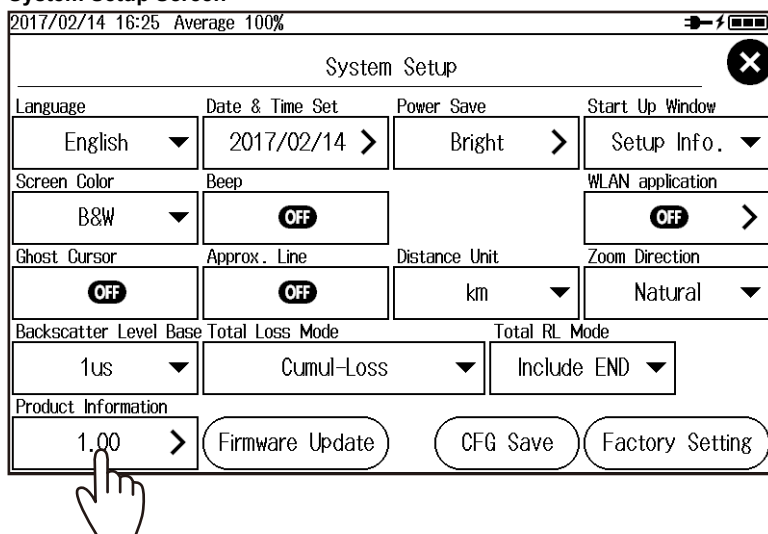 System Setup Screen
2017/02/14 16:25 Average 100%
System Setup
Language Date & Time Set Power Save Start Up Window
English 2017/02/14 Bright Setup Info.
Screen Color Beep WLAN application
B&W OFF OFF
Ghost Cursor Approx. Line Distance Unit Zoom Direction
OFF OFF km Natural
Backscatter Level Base Total Loss Mode Total RL Mode
1us Cumul-Loss Include END
Product Information
1.00 Firmware Update CFG Save Factory Setting